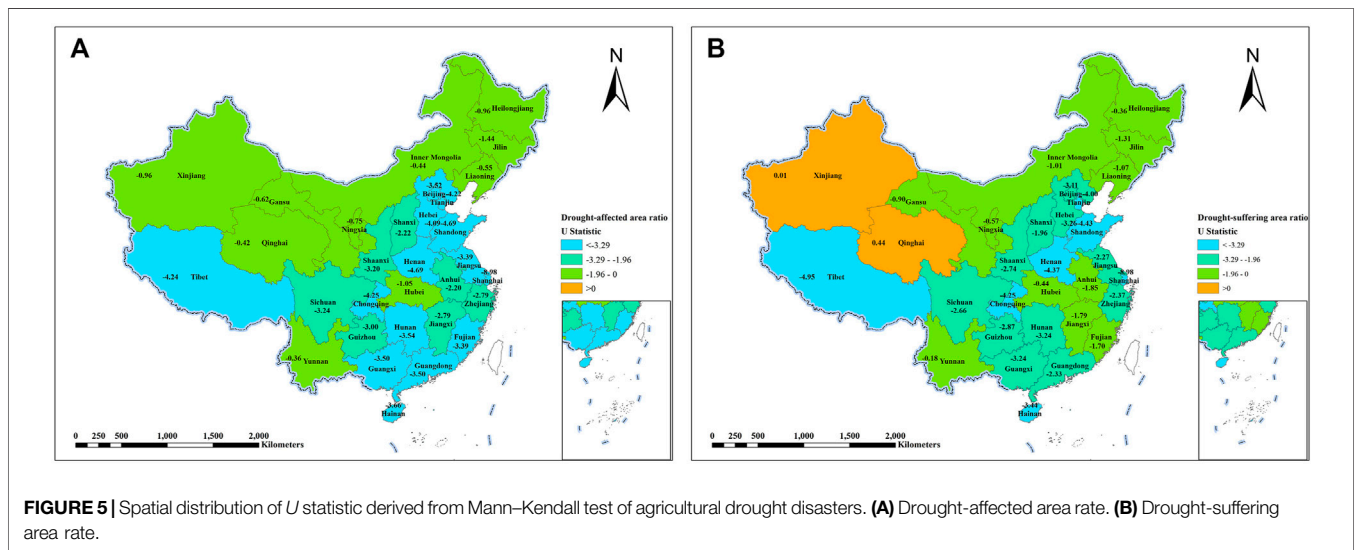 A
N
Heilongjiang
-0.96
-1.44
Jilin
Inner Mongolia
-0.44
-0.55
Liaoning
-0.96
Xinjiang
-3.52
Beijing-4.22
Tianjin
-0.62
Gansu
Hebei
-4.09-4.69
Shandong
-0.75
Ningxia
Shanxi
-2.22
-0.42
Qinghai
Shaanxi
-3.20
Henan
-4.69
-3.39
Jiangsu
-4.24
Tibet
Anhui
-2.20
-8.98
Shanghai
-1.05
Hubei
-2.79
Zhejiang
Sichuan
-3.24
-4.25
Chongqing
-2.79
Jiangxi
-3.00
Guizhou
Hunan
-3.54
Fujian
-3.39
-0.36
Yunnan
-3.50
Guangxi
Guangdong
-3.50
-3.66
Hainan
Drought-affected area ratio
U Statistic
<-3.29
-3.29 - -1.96
-1.96 - 0
>0
0 250 500 1,000 1,500 2,000
Kilometers
B
N
Heilongjiang
-0.36
-1.31
Jilin
Inner Mongolia
-1.01
-1.07
Liaoning
0.01
Xinjiang
-3.11
Beijing-4.00
Tianjin
-0.90
Gansu
Hebei
-3.26-4.43
Shandong
-0.57
Ningxia
Shanxi
-1.96
0.44
Qinghai
Shaanxi
-2.74
Henan
-4.37
-2.27
Jiangsu
-4.95
Tibet
-0.44
Hubei
Anhui
-1.85
-8.98
Shanghai
-2.37
Zhejiang
Sichuan
-2.66
-4.25
Chongqing
-1.79
Jiangxi
-2.87
Guizhou
Hunan
-3.24
Fujian
-1.70
-0.18
Yunnan
-3.24
Guangxi
Guangdong
-2.33
-3.44
Hainan
Drought-suffering area ratio
U Statistic
< -3.29
-3.29 - -1.96
-1.96 - 0
>0
0 250 500 1,000 1,500 2,000
Kilometers
FIGURE 5 | Spatial distribution of U statistic derived from Mann–Kendall test of agricultural drought disasters. (A) Drought-affected area rate. (B) Drought-suffering
area rate.